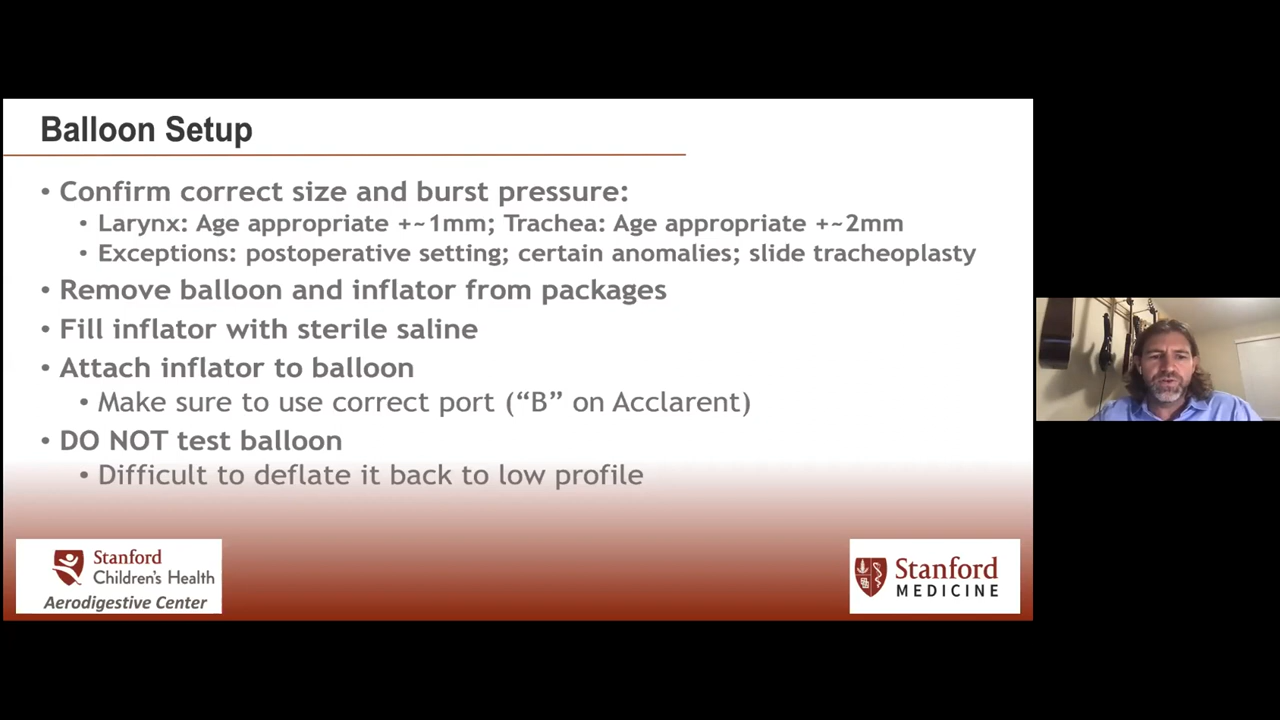 Balloon Setup
• Confirm correct size and burst pressure:
• Larynx: Age appropriate +~1mm; Trachea: Age appropriate +~2mm
• Exceptions: postoperative setting; certain anomalies; slide tracheoplasty
• Remove balloon and inflator from packages
• Fill inflator with sterile saline
• Attach inflator to balloon
• Make sure to use correct port (“B” on Acclarent)
• DO NOT test balloon
• Difficult to deflate it back to low profile
Stanford
Children's Health
Aerodigestive Center
Stanford
MEDICINE